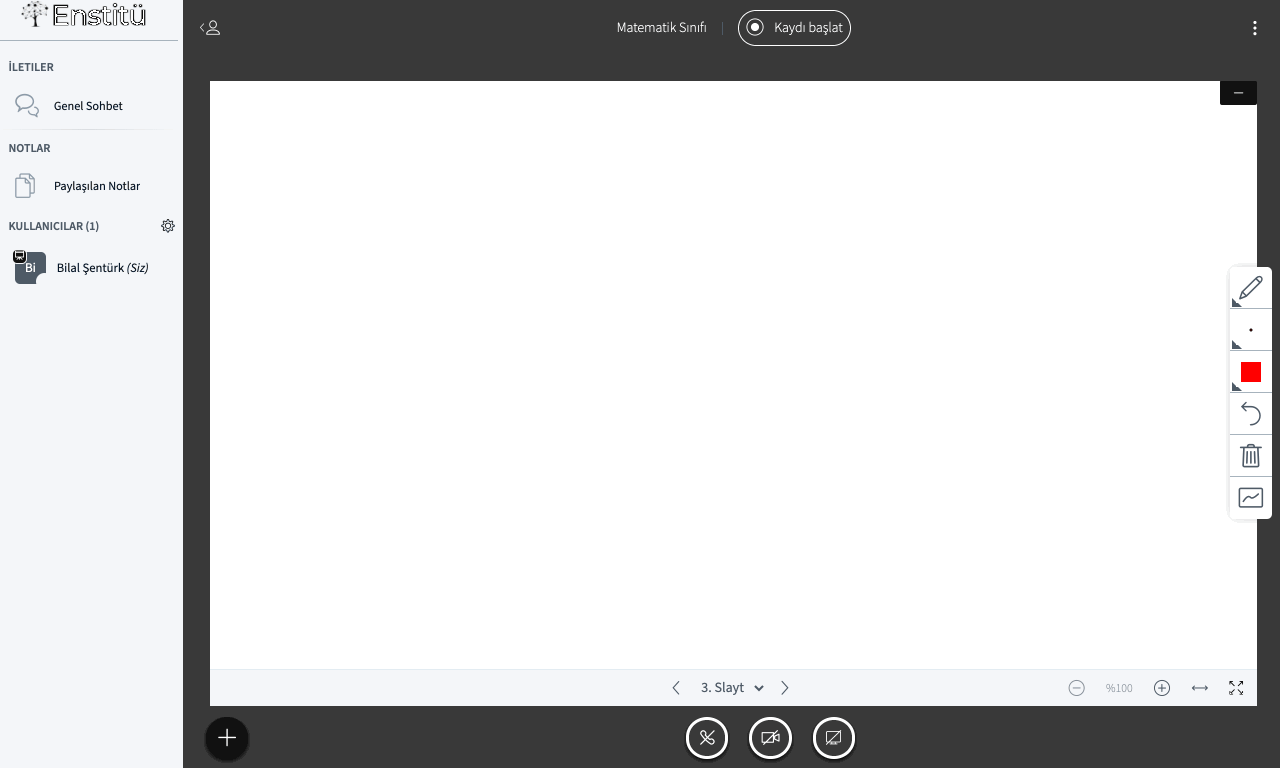 Enstitü
Matematik Sınıfı
Kaydı başlat
İLETILER
Genel Sohbet
NOTLAR
Paylaşılan Notlar
KULLANICILAR (1)
Bi
Bilal Şentürk (Siz)
3. Slayt
%100